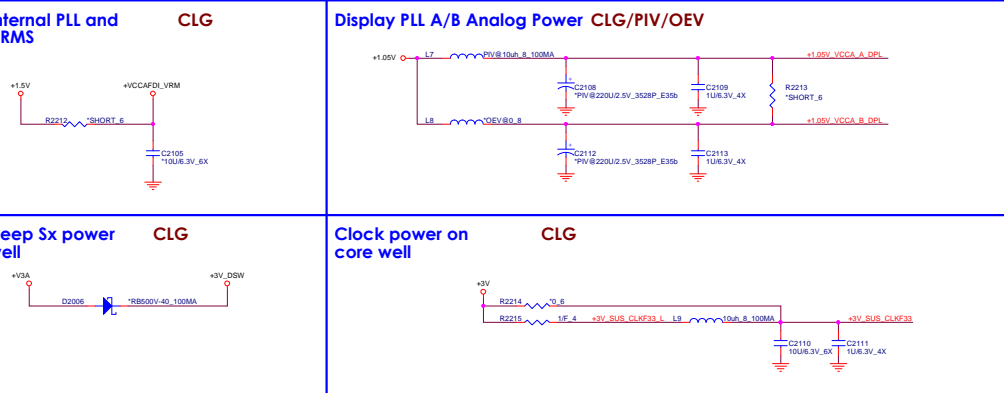 nternal PLL and CLG
RMS
+1.5V
+VCCAFDI_VRM
R2212 *SHORT_6
C2105
*10U/6.3V_6X
Display PLL A/B Analog Power CLG/PIV/OEV
+1.05V
L7 PIV@10uh_8_100MA
+1.05V_VCCA_A_DPL
C2108
*PIV@220U/2.5V_3528P_E35b
C2109
1U/6.3V_4X
R2213
*SHORT_6
L8 *OEV@0_8
+1.05V_VCCA_B_DPL
C2112
*PIV@220U/2.5V_3528P_E35b
C2113
1U/6.3V_4X
eep Sx power CLG
ell
+V3A
+3V_DSW
D2006 *RB500V-40_100MA
Clock power on CLG
core well
+3V
R2214 *0_6
R2215 1/F_4 +3V_SUS_CLKF33_L L9 10uh_8_100MA
+3V_SUS_CLKF33
C2110
10U/6.3V_6X
C2111
1U/6.3V_4X